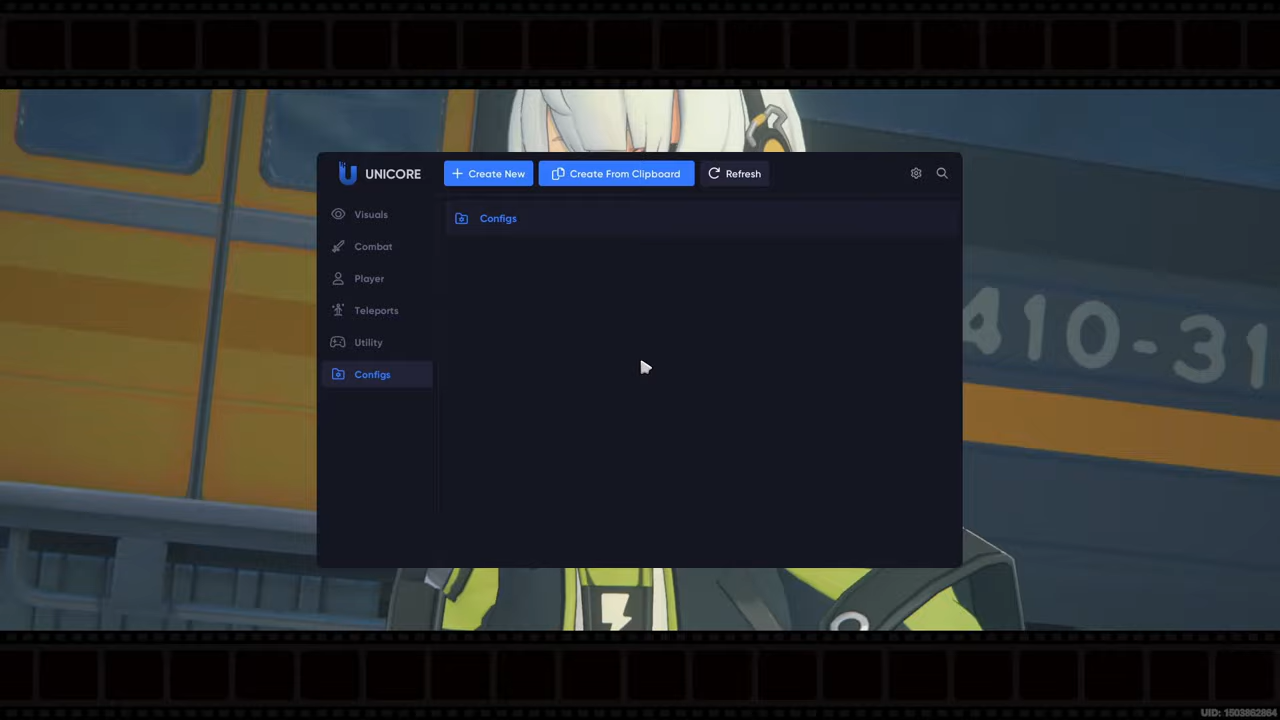 UNICORE
Create New
Create From Clipboard
Refresh
Visuals
Combat
Player
Teleports
Utility
Configs
Configs
410-31
UID: 1503862864